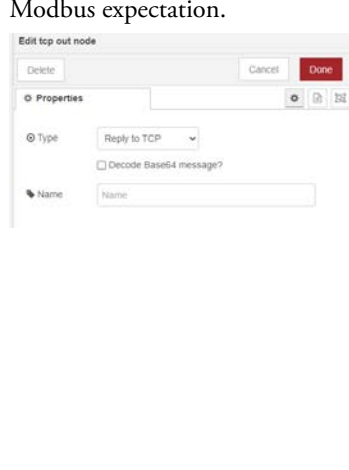 Modbus expectation.
Edit tcp out node
Delete
Cancel
Done
Properties
Type
Reply to TCP
Decode Base64 message?
Name
Name